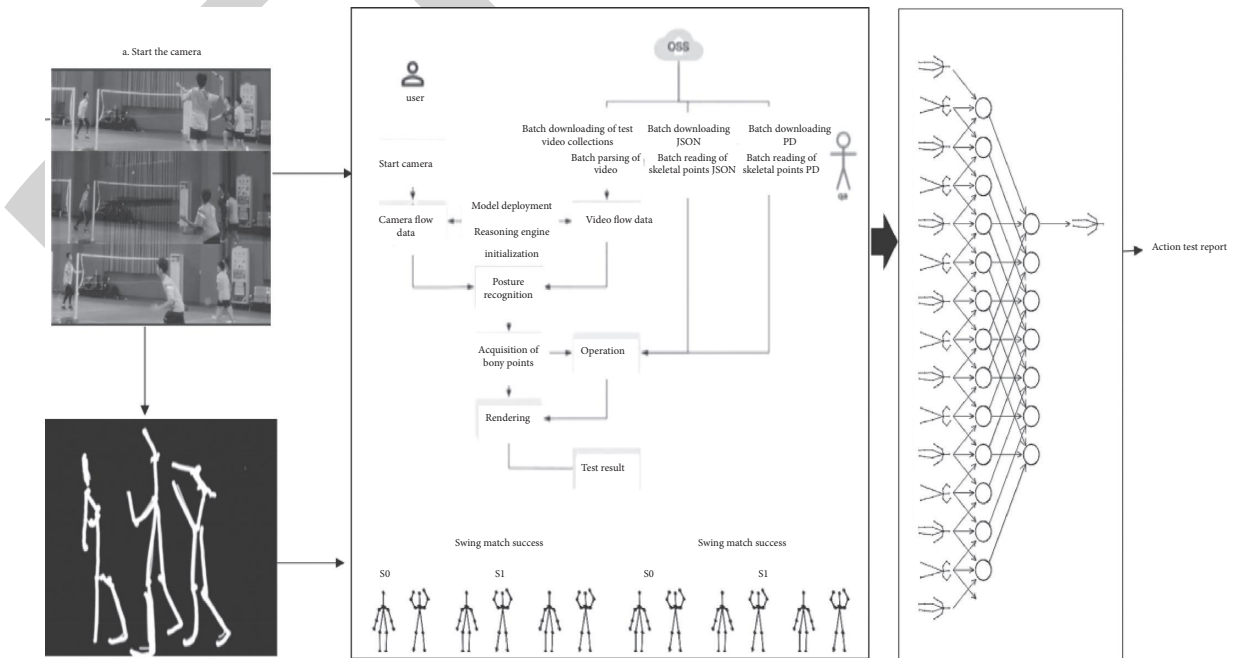 a. Start the camera
OSS
user
Batch downloading of test
video collections
Batch downloading
JSON
Batch downloading
PD
Start camera
Batch parsing of
video
Batch reading of
skeletal points JSON
Batch reading of
skeletal points PD
qa
Camera flow
data
Model deployment
Reasoning engine
initialization
Video flow data
Posture
recognition
Acquisition of
bony points
Operation
Rendering
Test result
Swing match success
Swing match success
S0
S1
S0
S1
Action test report